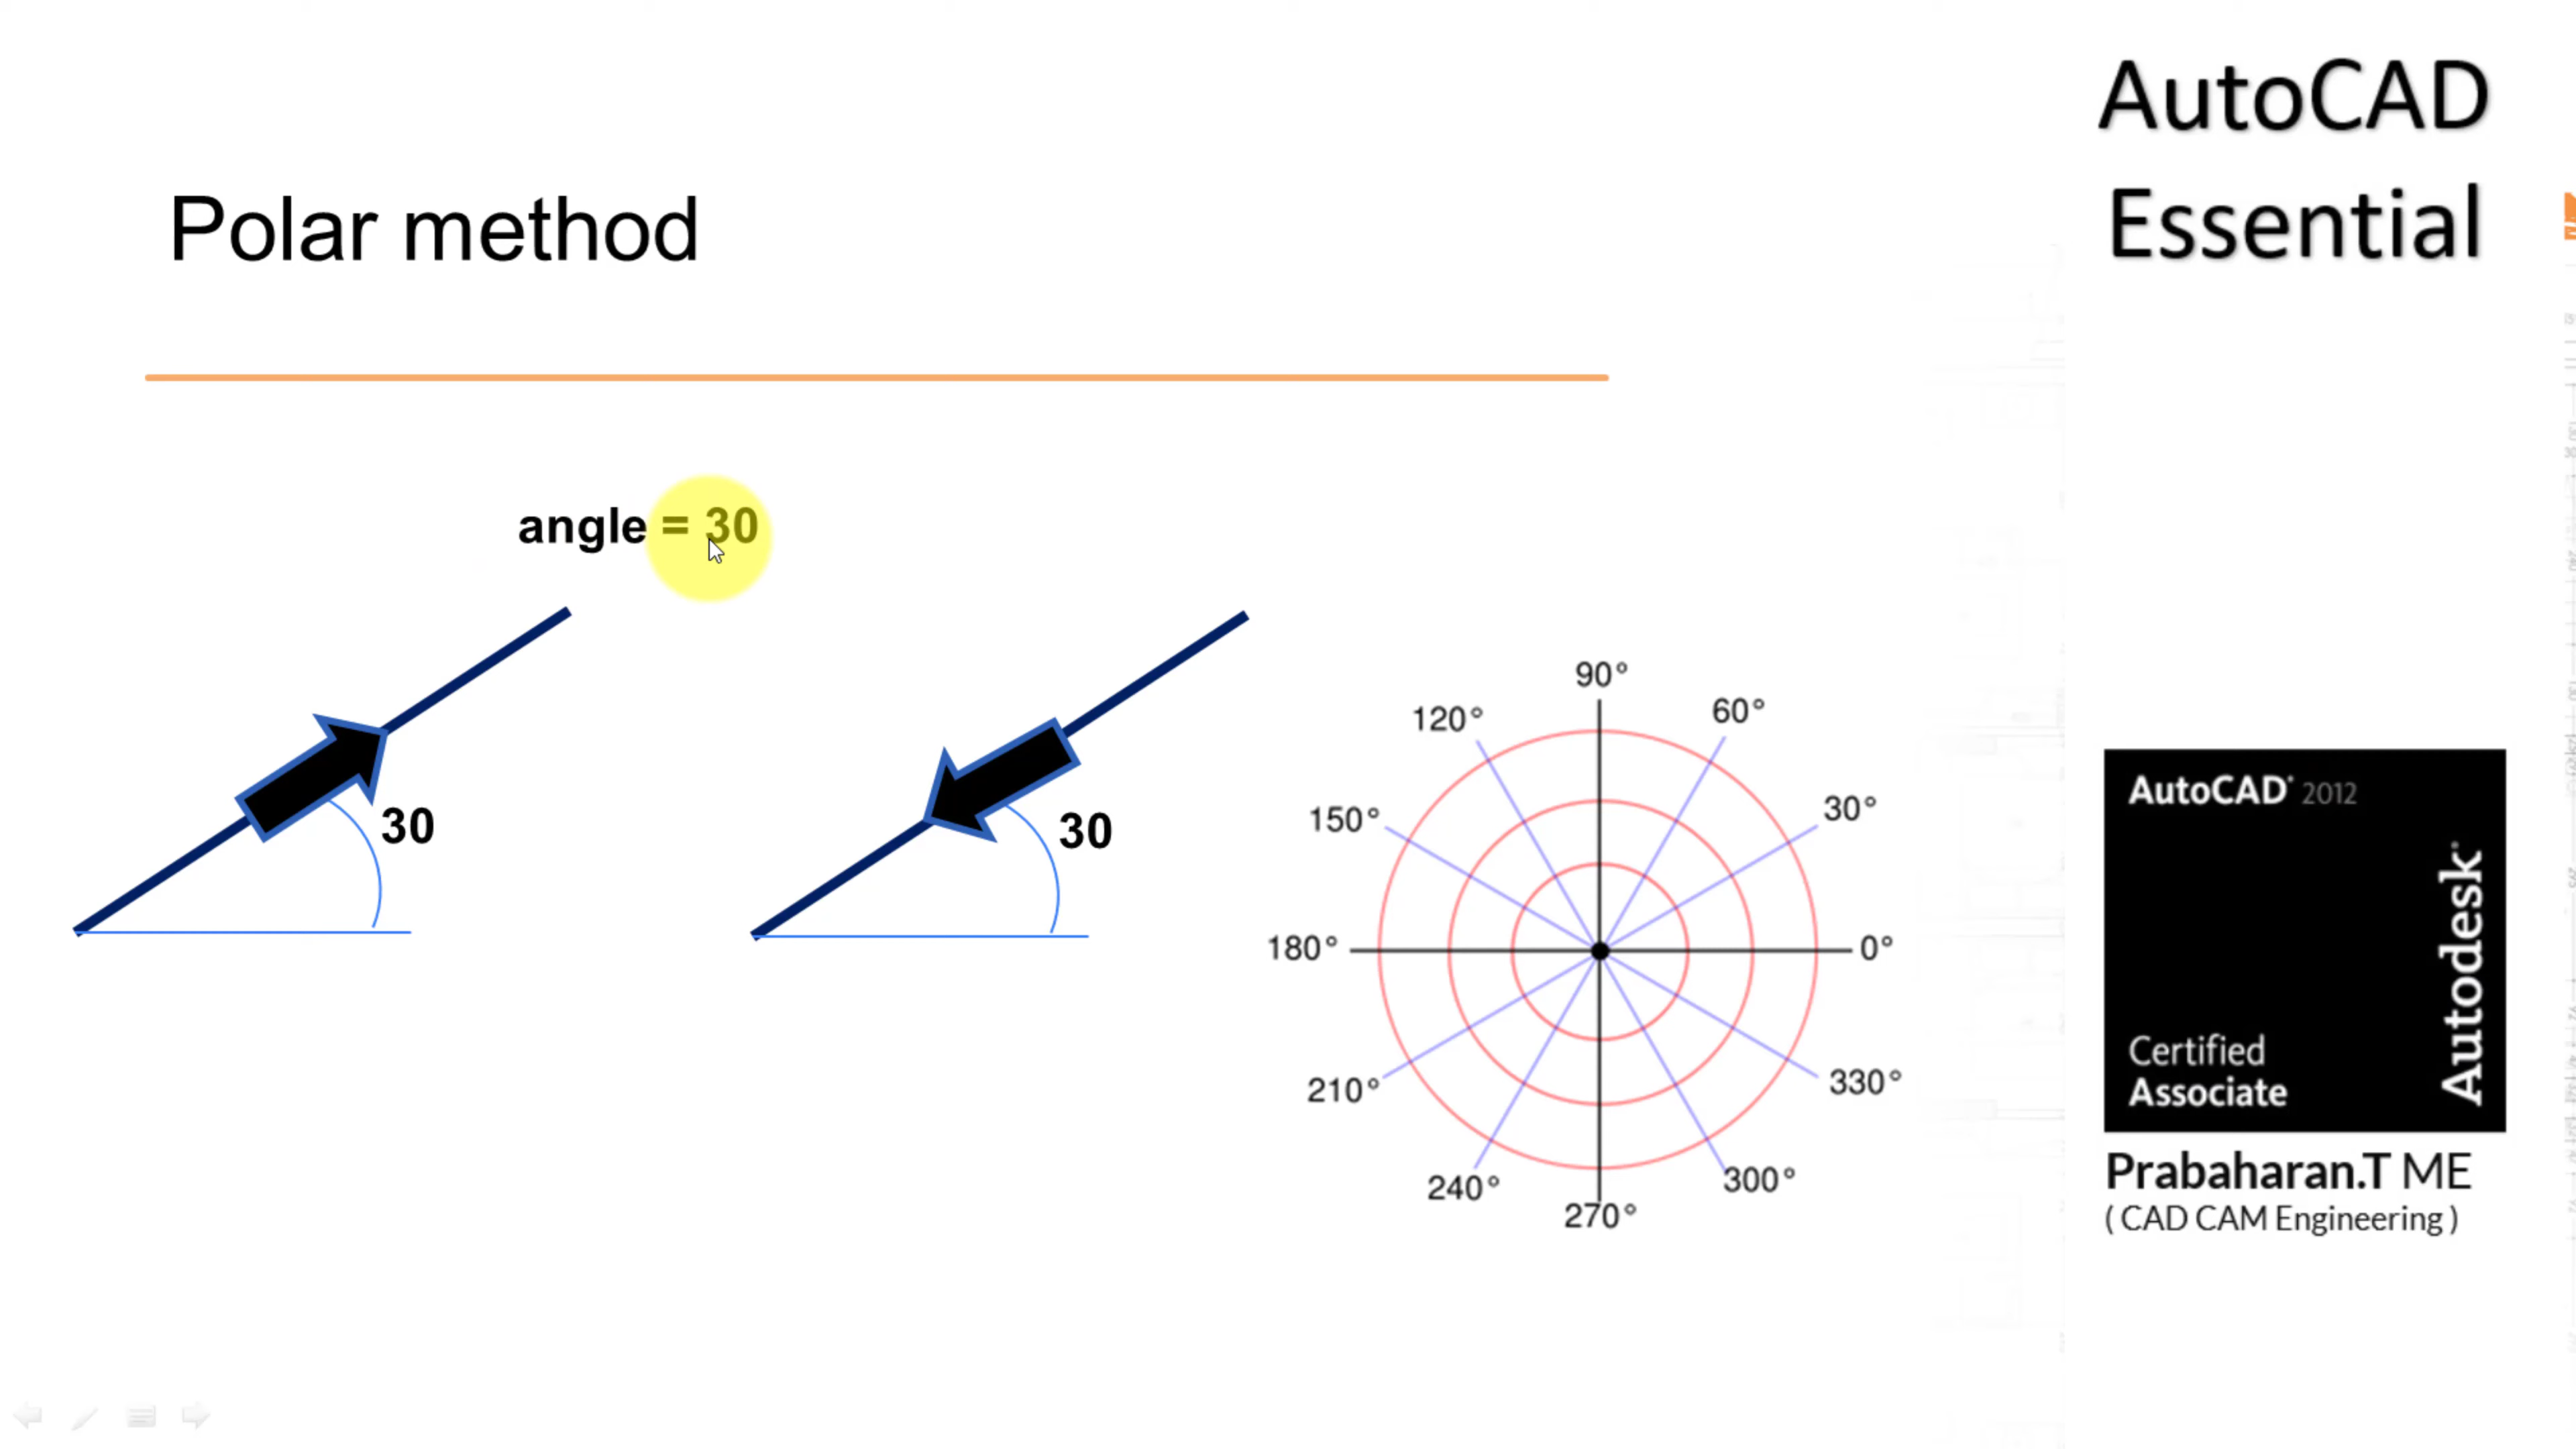 AutoCAD
Essential
Polar method
angle = 30
30
30
90°
120°
60°
150°
30°
180°
0°
210°
330°
240°
300°
270°
AutoCAD 2012
Autodesk
Certified
Associate
Prabaharan.T ME
( CAD CAM Engineering )